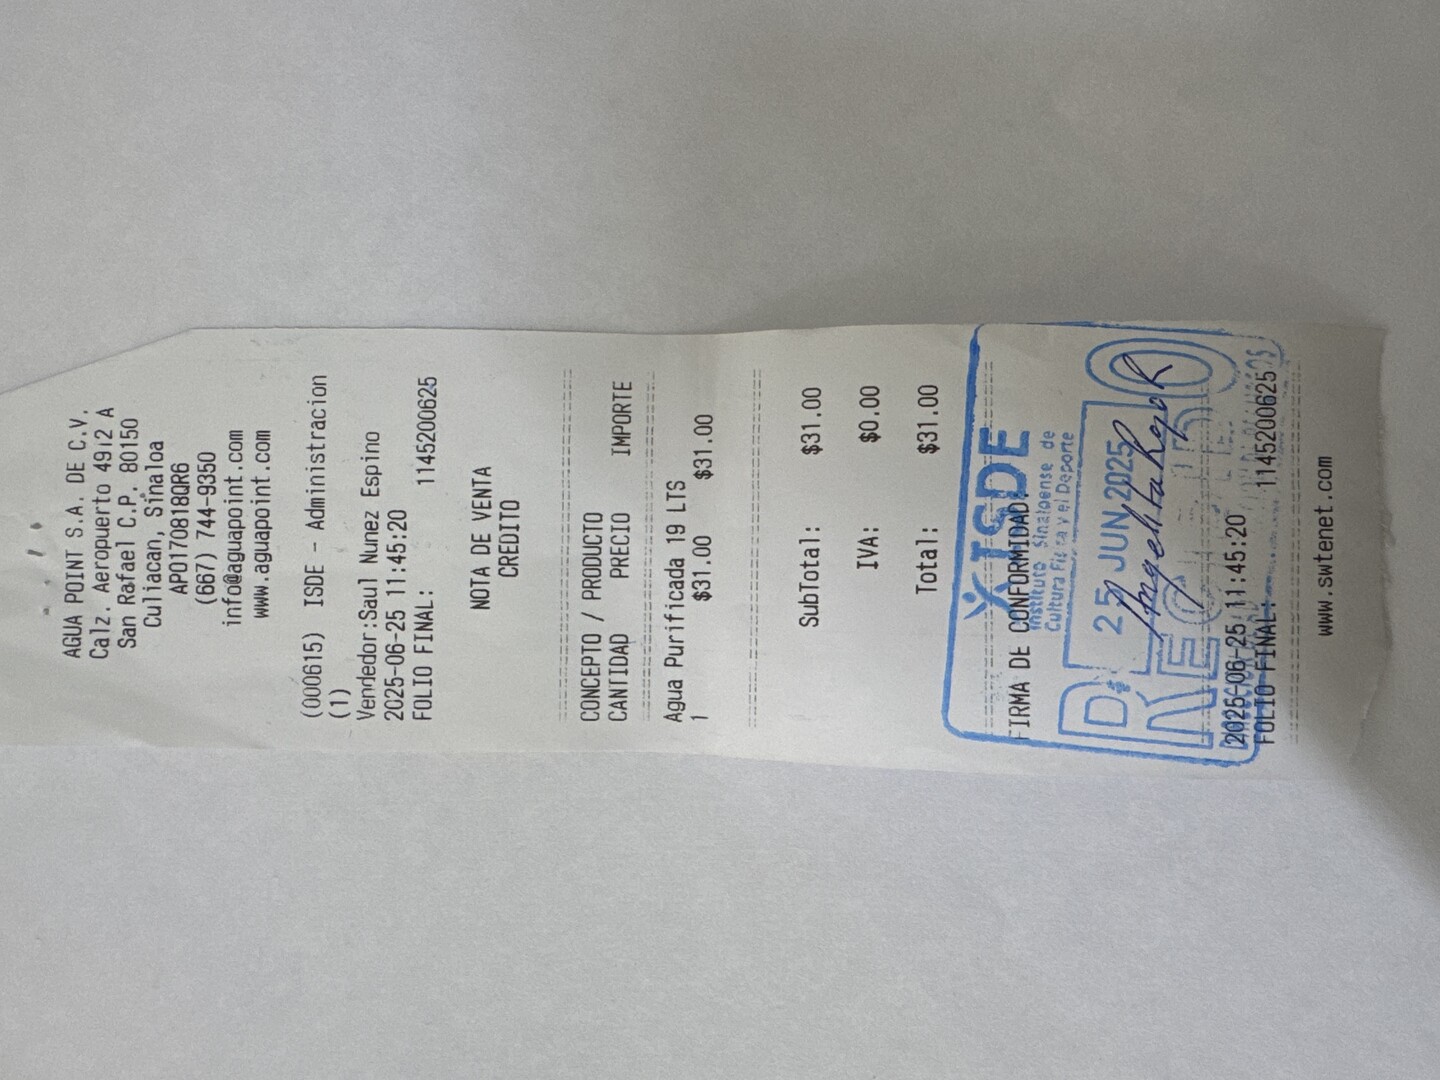 AGUA POINT S.A. DE C.V.
Calz. Aeropuerto 4912 A
San Rafael C.P. 80150
Culiacan, Sinaloa
APO170818QR6
(667) 744-9350
info@aguapoint.com
www.aguapoint.com
(000615) ISDE - Administracion
(1)
Vendedor:Saul Nunez Espino
2025-06-25 11:45:20
FOLIO FINAL: 1145200625
NOTA DE VENTA
CREDITO
CONCEPTO / PRODUCTO
CANTIDAD PRECIO IMPORTE
Agua Purificada 19 LTS
1 $31.00 $31.00
SubTotal: $31.00
IVA: $0.00
Total: $31.00
ISDE
FIRMA DE CONFORMIDAD
Instituto Sinaloense de
Cultura Física y el Deporte
25 JUN 2025
RECIBIDO
2025-06-25 11:45:20
FOLIO FINAL: 1145200625
www.swtenet.com